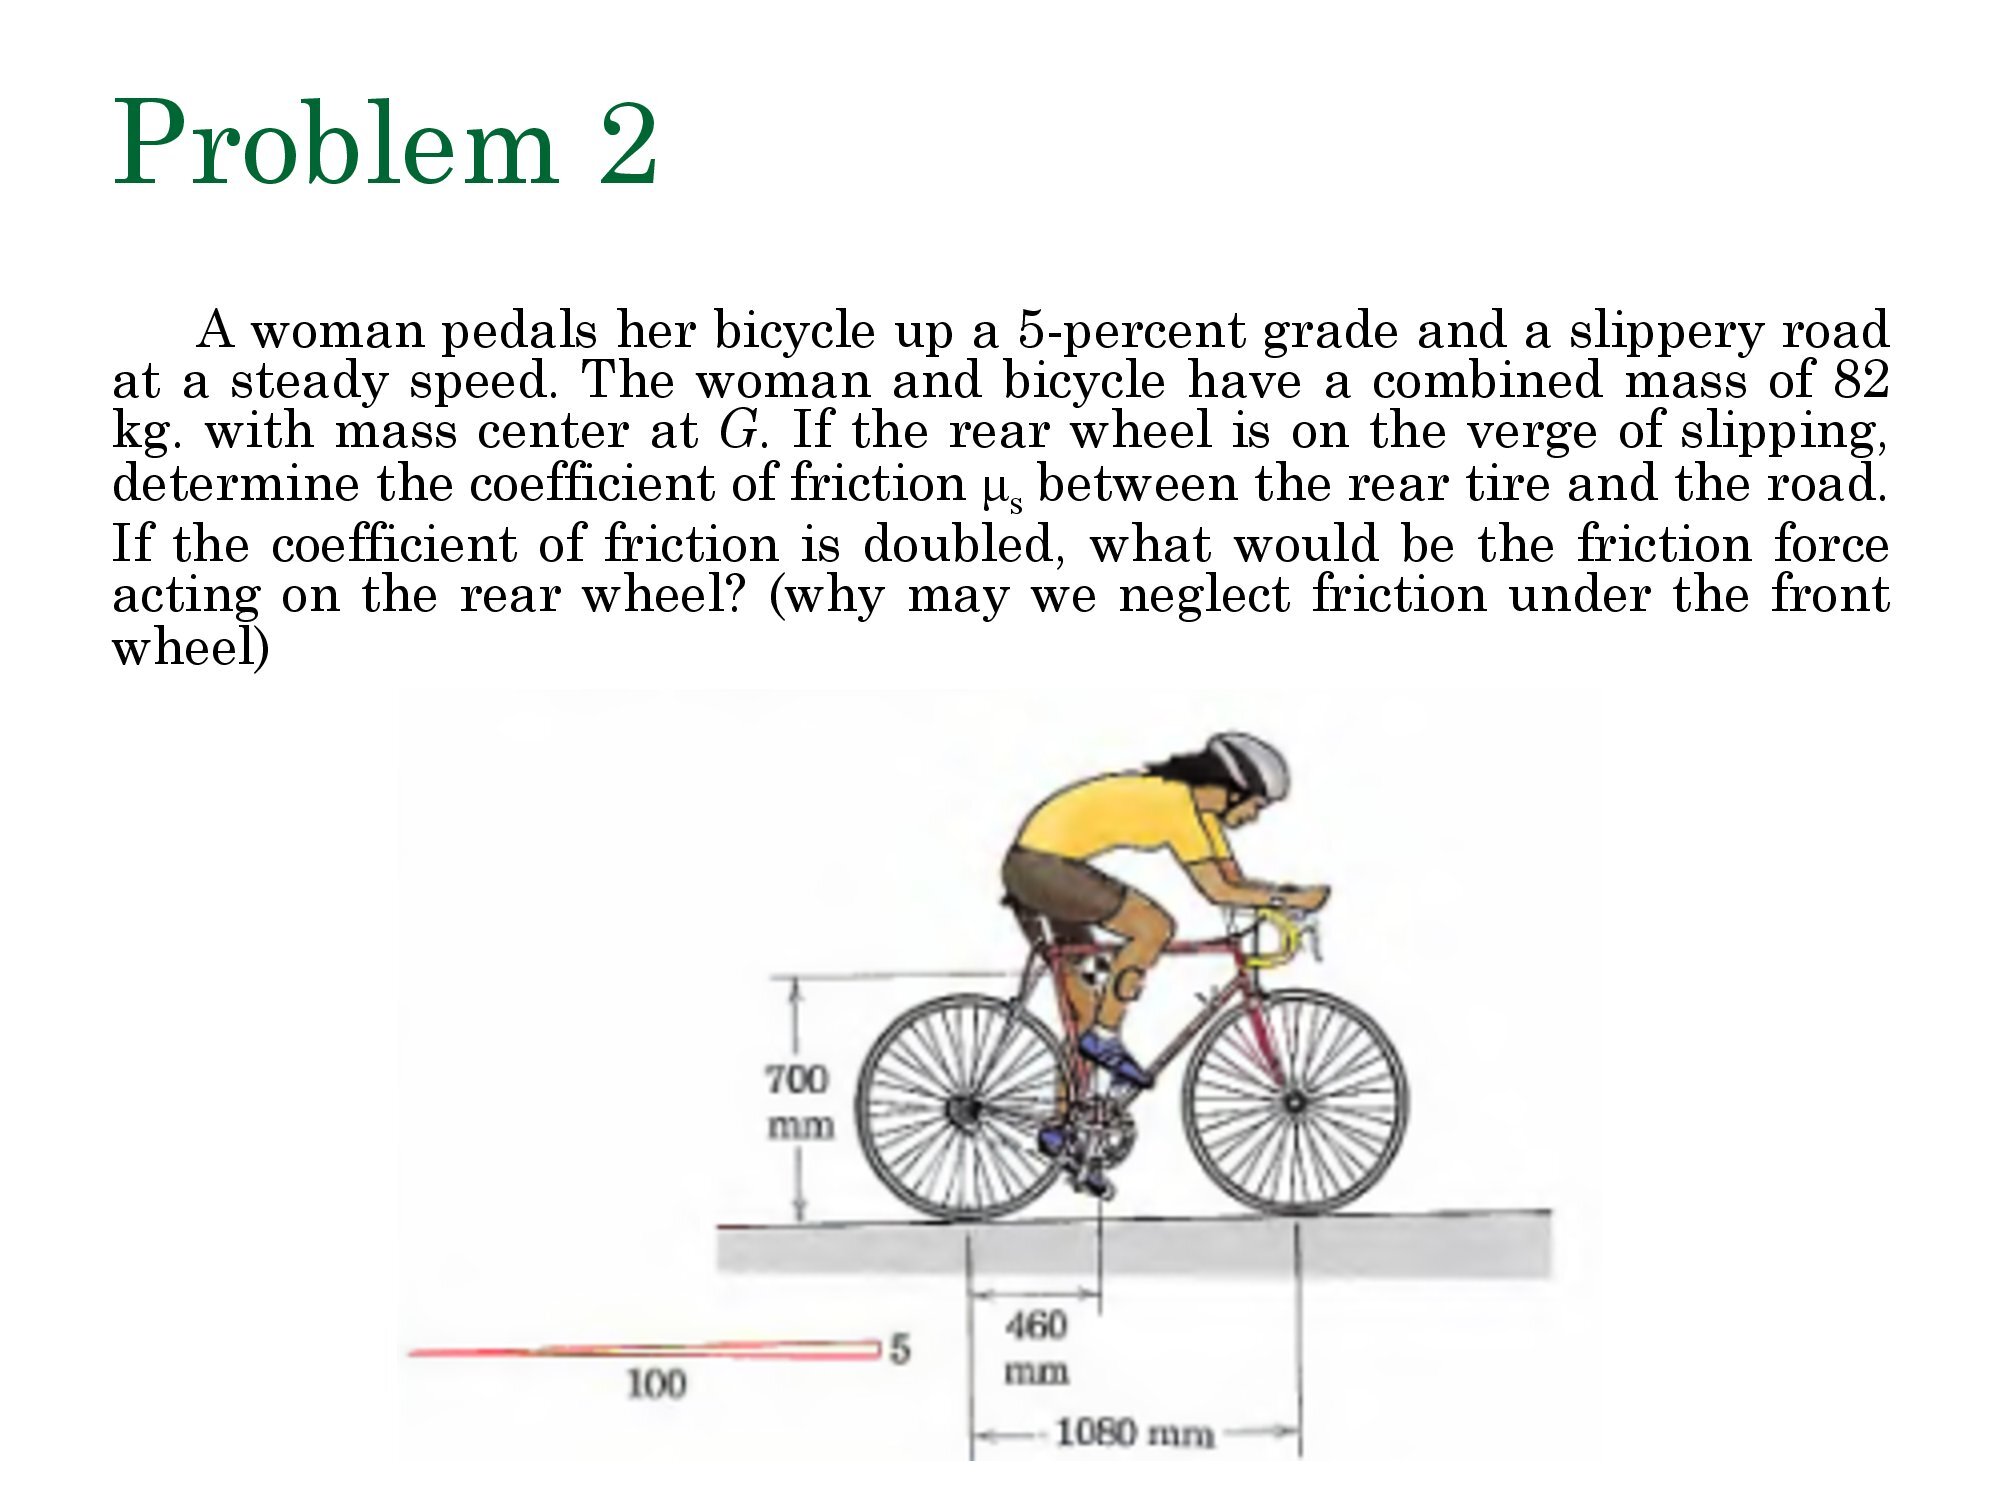 Problem 2
A woman pedals her bicycle up a 5-percent grade and a slippery road
at a steady speed. The woman and bicycle have a combined mass of 82
kg. with mass center at G. If the rear wheel is on the verge of slipping,
determine the coefficient of friction μs between the rear tire and the road.
If the coefficient of friction is doubled, what would be the friction force
acting on the rear wheel? (why may we neglect friction under the front
wheel)
G
700
mm
460
mm
5
100
1080 mm